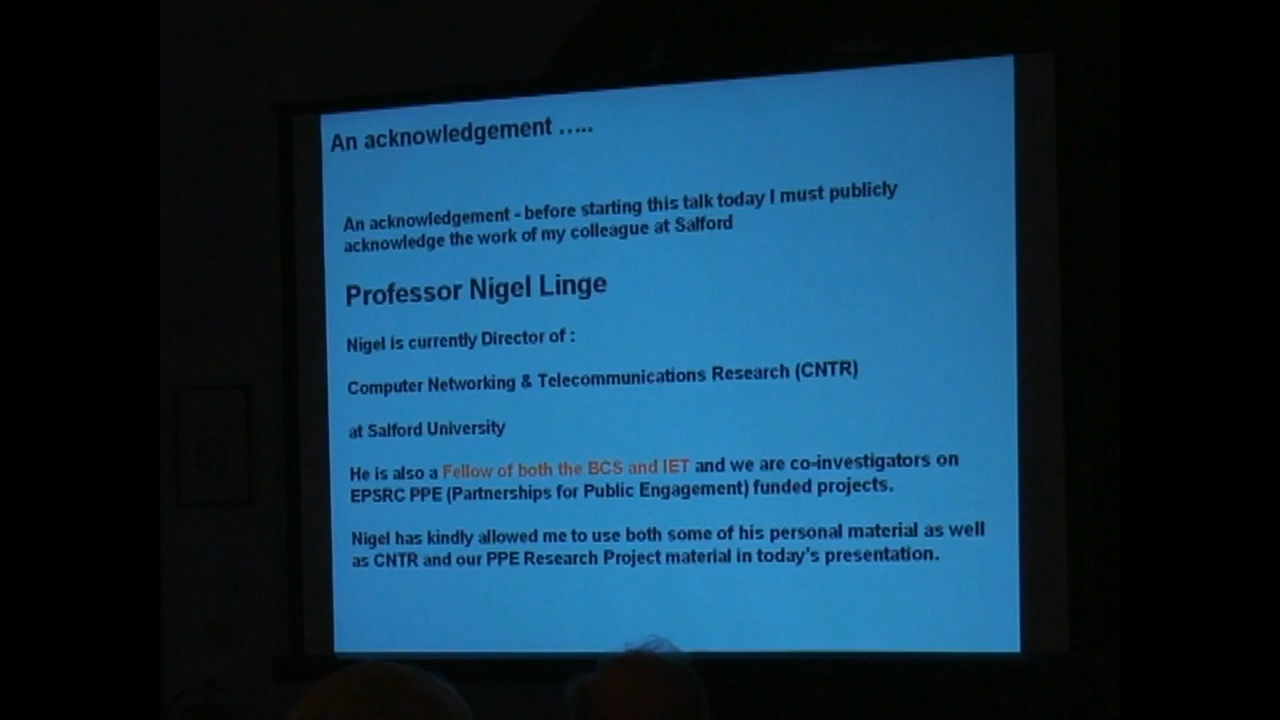 An acknowledgement .....
An acknowledgement - before starting this talk today I must publicly
acknowledge the work of my colleague at Salford
Professor Nigel Linge
Nigel is currently Director of :
Computer Networking & Telecommunications Research (CNTR)
at Salford University
He is also a Fellow of both the BCS and IET and we are co-investigators on
EPSRC PPE (Partnerships for Public Engagement) funded projects.
Nigel has kindly allowed me to use both some of his personal material as well
as CNTR and our PPE Research Project material in today's presentation.